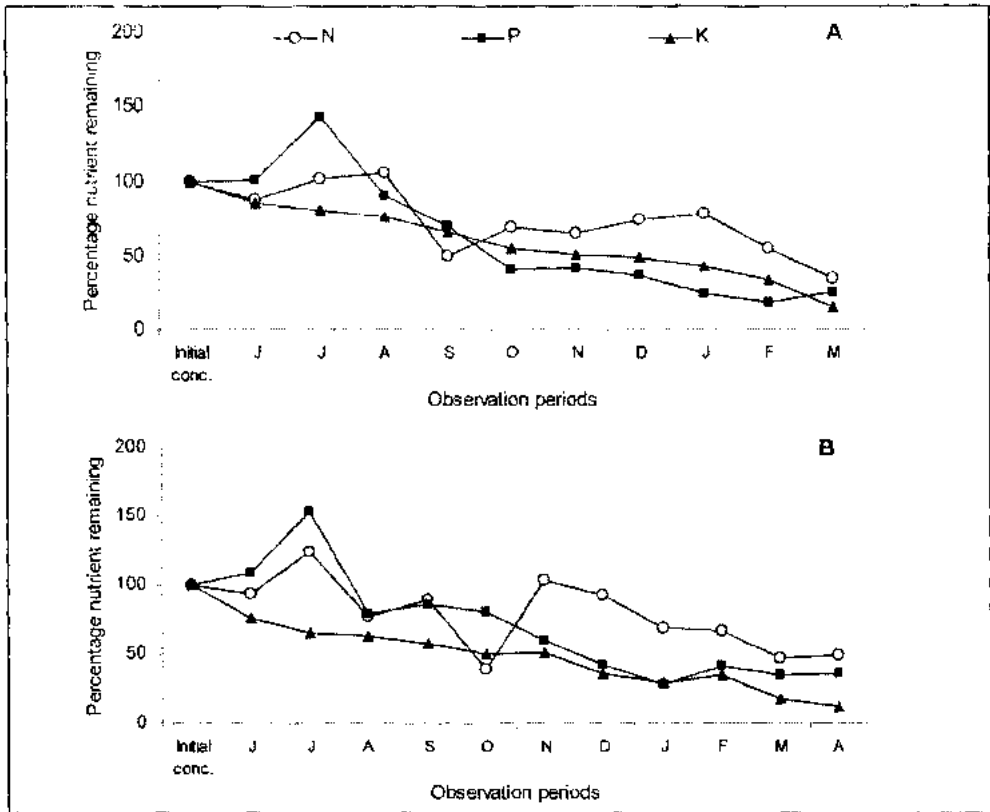 200
N P K A
150
100
50
0
Percentage nutrient remaining
Initial conc. J J A S O N D J F M
Observation periods
200
B
150
100
50
0
Percentage nutrient remaining
Initial conc. J J A S O N D J F M A
Observation periods